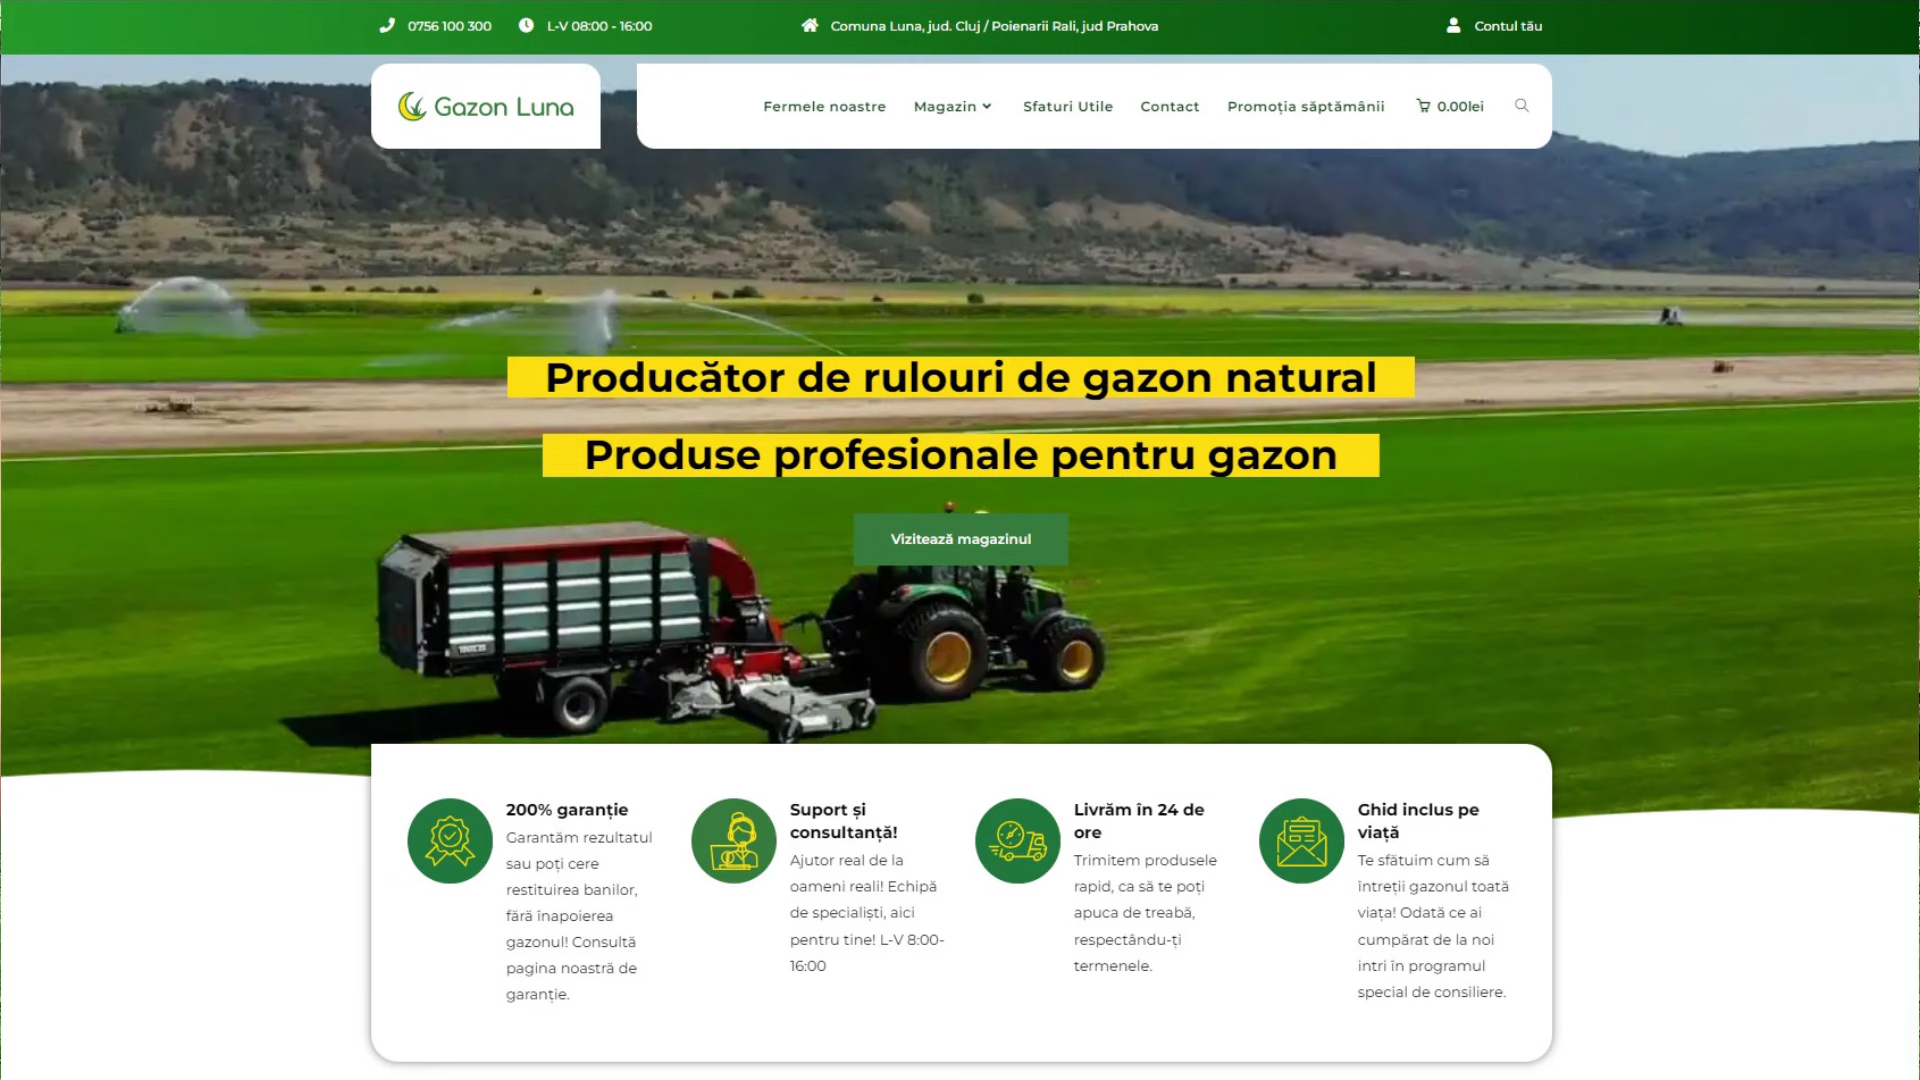 0756 100 300
L-V 08:00 - 16:00
Comuna Luna, jud. Cluj / Poienarii Rali, jud Prahova
Contul tău
Gazon Luna
Fermele noastre
Magazin
Sfaturi Utile
Contact
Promoția săptămânii
0.00lei
Producător de rulouri de gazon natural
Produse profesionale pentru gazon
Vizitează magazinul
200% garanție
Garantăm rezultatul
sau poți cere
restituirea banilor,
fără înapoierea
gazonul! Consultă
pagina noastră de
garanție.
Suport și
consultanță!
Ajutor real de la
oameni reali! Echipă
de specialiști, aici
pentru tine! L-V 8:00-
16:00
Livrăm în 24 de
ore
Trimitem produsele
rapid, ca să te poți
apuca de treabă,
respectându-ți
termenele.
Ghid inclus pe
viață
Te sfătuim cum să
întreții gazonul toată
viața! Odată ce ai
cumpărat de la noi
intri în programul
special de consiliere.